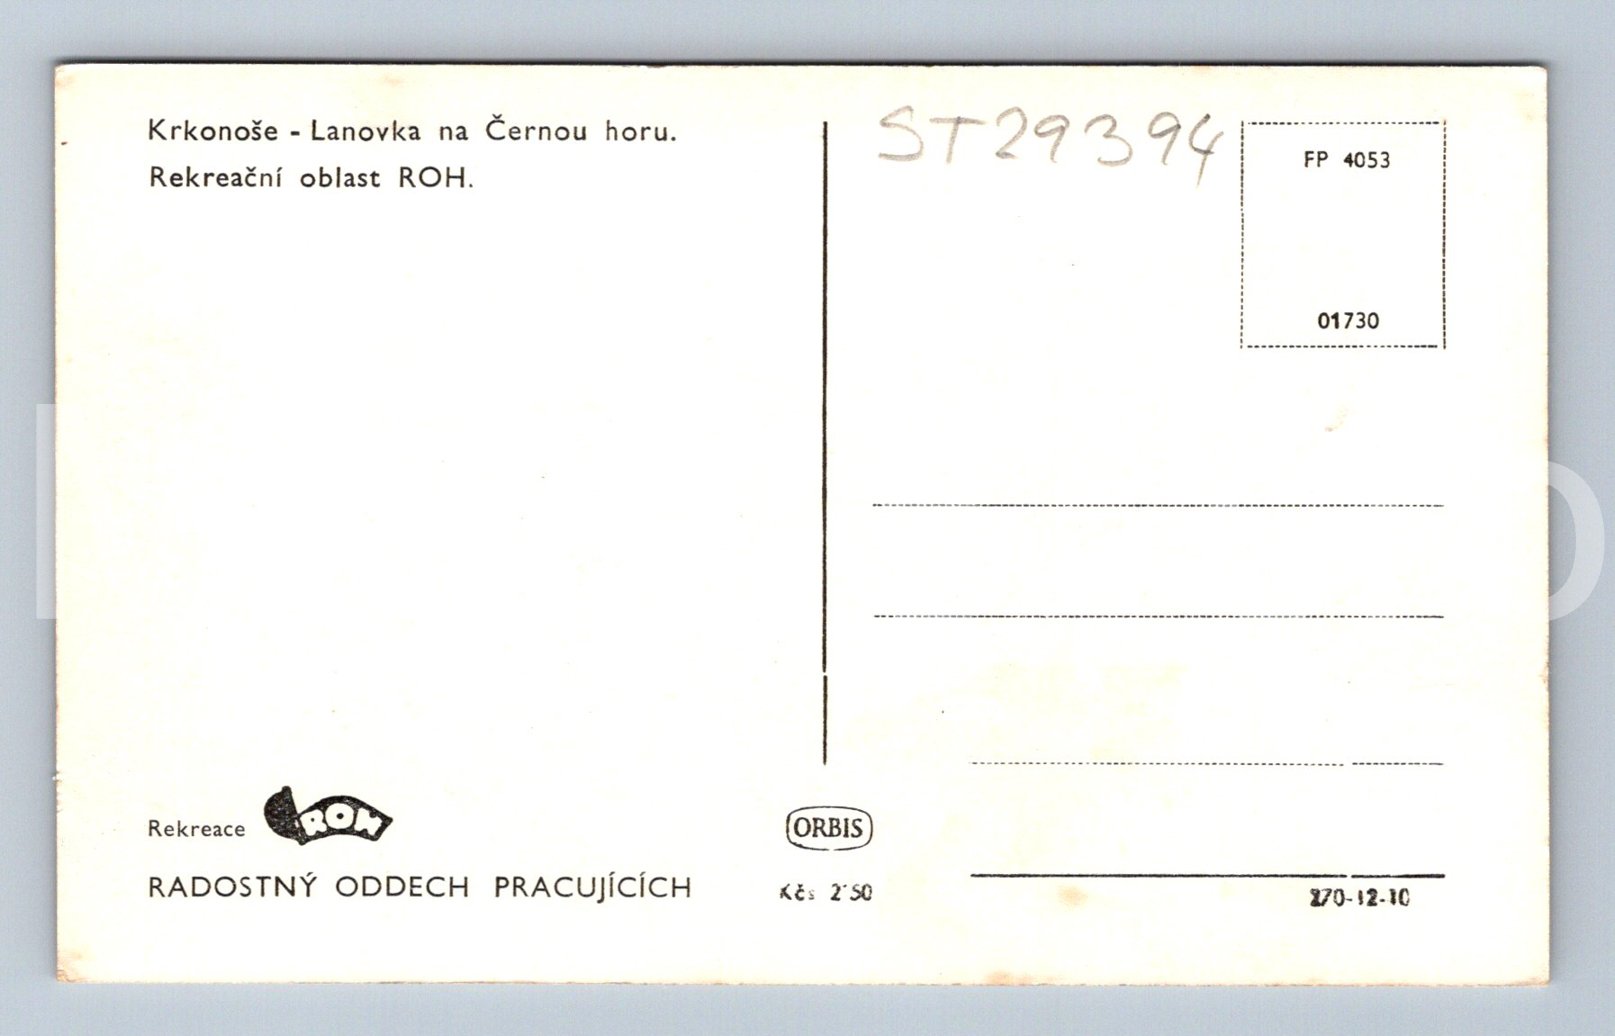 Krkonoše - Lanovka na Černou horu.
Rekreační oblast ROH.
ST29394
FP 4053
01730
Rekreace ROH
RADOSTNÝ ODDECH PRACUJÍCÍCH
ORBIS
Kčs 2·50
270-12-10